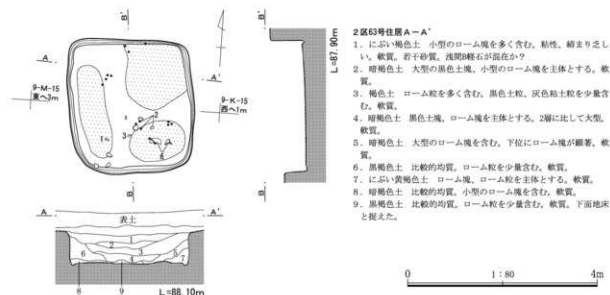 B'
A
A'
9-M-15
東へ3m
9-K-15
西へ1m
2
1
3
B
B'
B
L=87.90m
A
A'
表土
1
2
3
4
5
6
7
8
9
L=88.10m
2区63号住居A-A'
1. にぶい褐色土 小型のローム塊を多く含む。粘性、締まり乏し
い。軟質。若干砂質。浅間B軽石が混在か？
2. 暗褐色土 大型の黒色土塊、小型のローム塊を主体とする。軟
質。
3. 褐色土 ローム粒を多く含む。黒色土粒、灰色粘土粒を少量含
む。軟質。
4. 暗褐色土 黒色土塊、ローム塊を主体とする。2層に比して大型。
軟質。
5. 暗褐色土 大型のローム塊を含む。下位にローム塊が顕著。軟
質。
6. 黒褐色土 比較的均質。ローム粒を少量含む。軟質。
7. にぶい黄褐色土 ローム塊、ローム粒を主体とする。軟質。
8. 暗褐色土 比較的均質。小型のローム塊を含む。軟質。
9. 黒褐色土 比較的均質。ローム粒を少量含む。軟質。下面地床
と捉えた。
0
1:80
4m